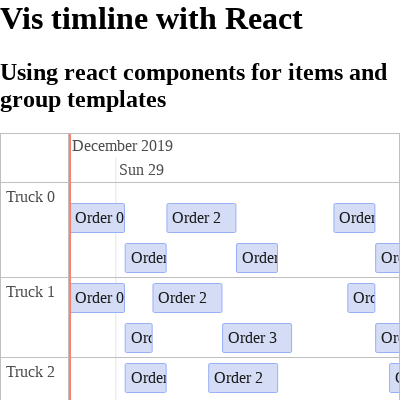 Vis timline with React
Using react components for items and
group templates
December 2019
Sun 29
Truck 0
Order 0
Order 2
Order
Order
Order
Or
Truck 1
Order 0
Order 2
Ord
Ord
Order 3
Or
Truck 2
Order
Order 2